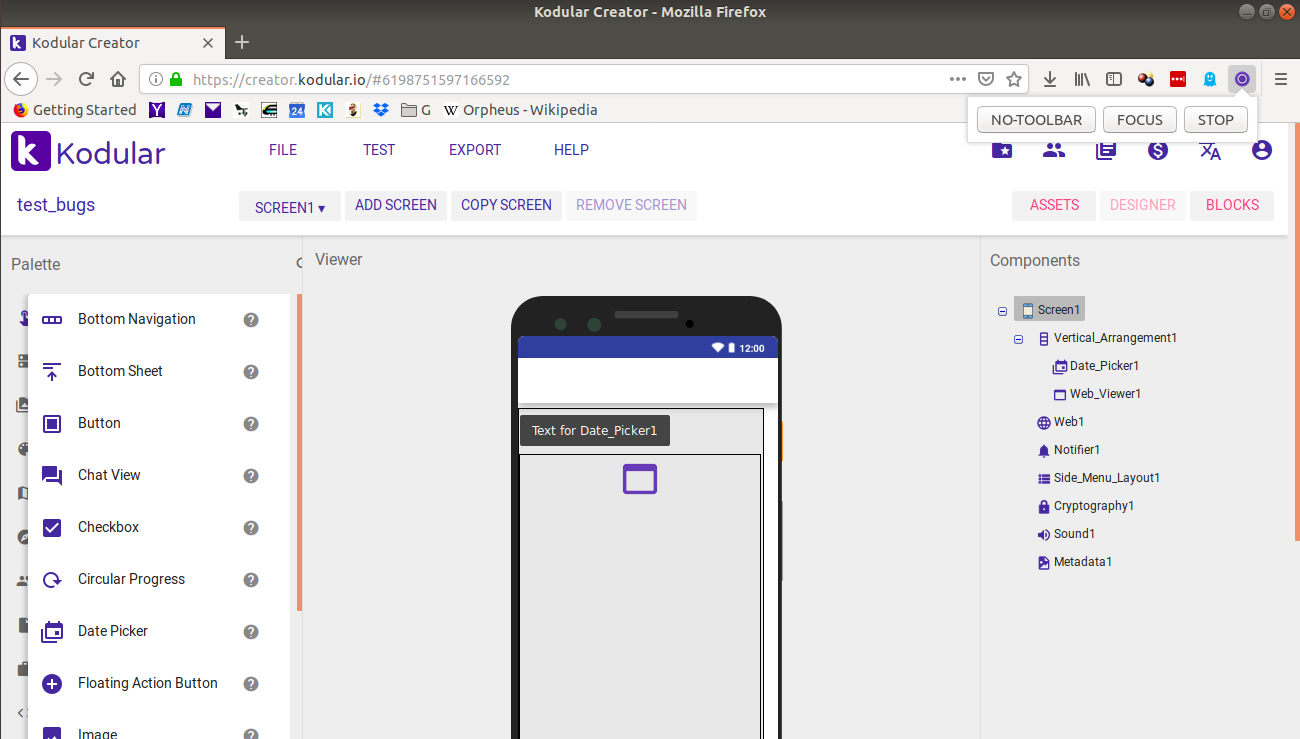 Kodular Creator - Mozilla Firefox
Kodular Creator
https://creator.kodular.io/#6198751597166592
Getting Started
24
G
W Orpheus - Wikipedia
NO-TOOLBAR FOCUS STOP
k Kodular FILE TEST EXPORT HELP
test_bugs SCREEN1 ▾ ADD SCREEN COPY SCREEN REMOVE SCREEN ASSETS DESIGNER BLOCKS
Palette
Bottom Navigation
Bottom Sheet
Button
Chat View
Checkbox
Circular Progress
Date Picker
Floating Action Button
Image
Viewer
12:00
Text for Date_Picker1
Components
Screen1
Vertical_Arrangement1
Date_Picker1
Web_Viewer1
Web1
Notifier1
Side_Menu_Layout1
Cryptography1
Sound1
Metadata1